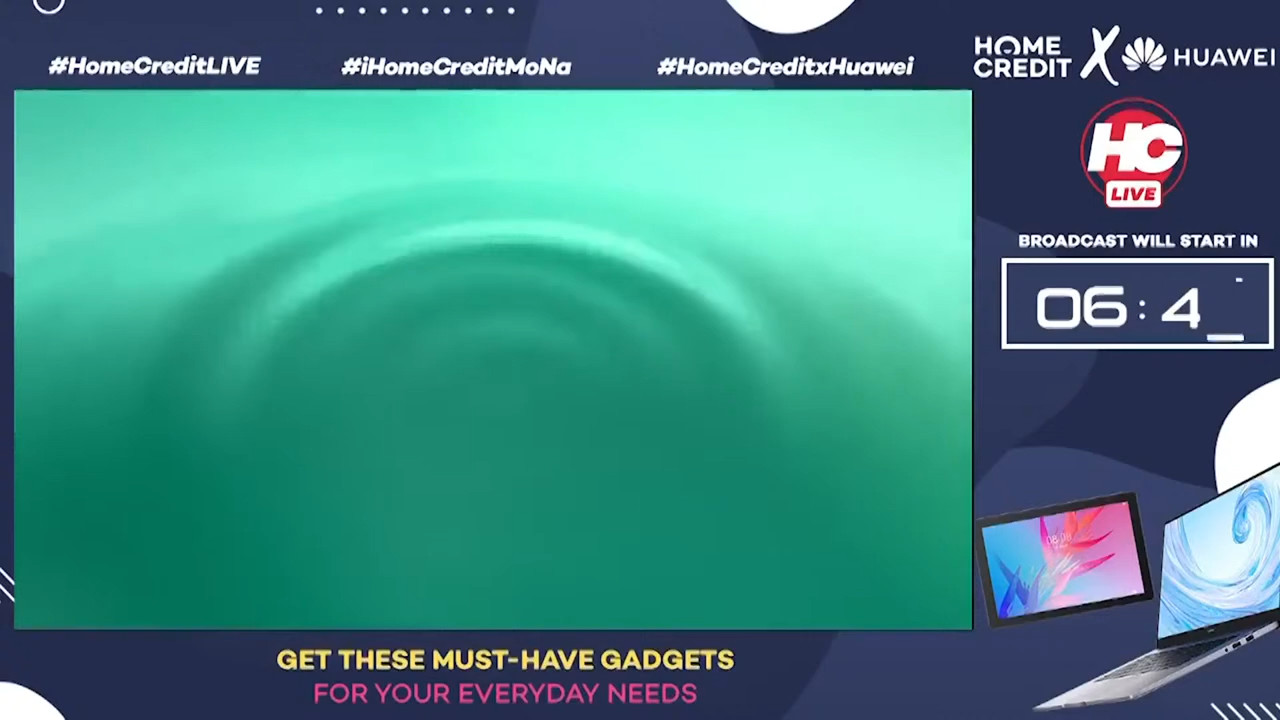 #HomeCreditLIVE
#iHomeCreditMoNa
#HomeCreditxHuawei
HOME CREDIT X HUAWEI
HC
LIVE
BROADCAST WILL START IN
06:4
GET THESE MUST-HAVE GADGETS
FOR YOUR EVERYDAY NEEDS